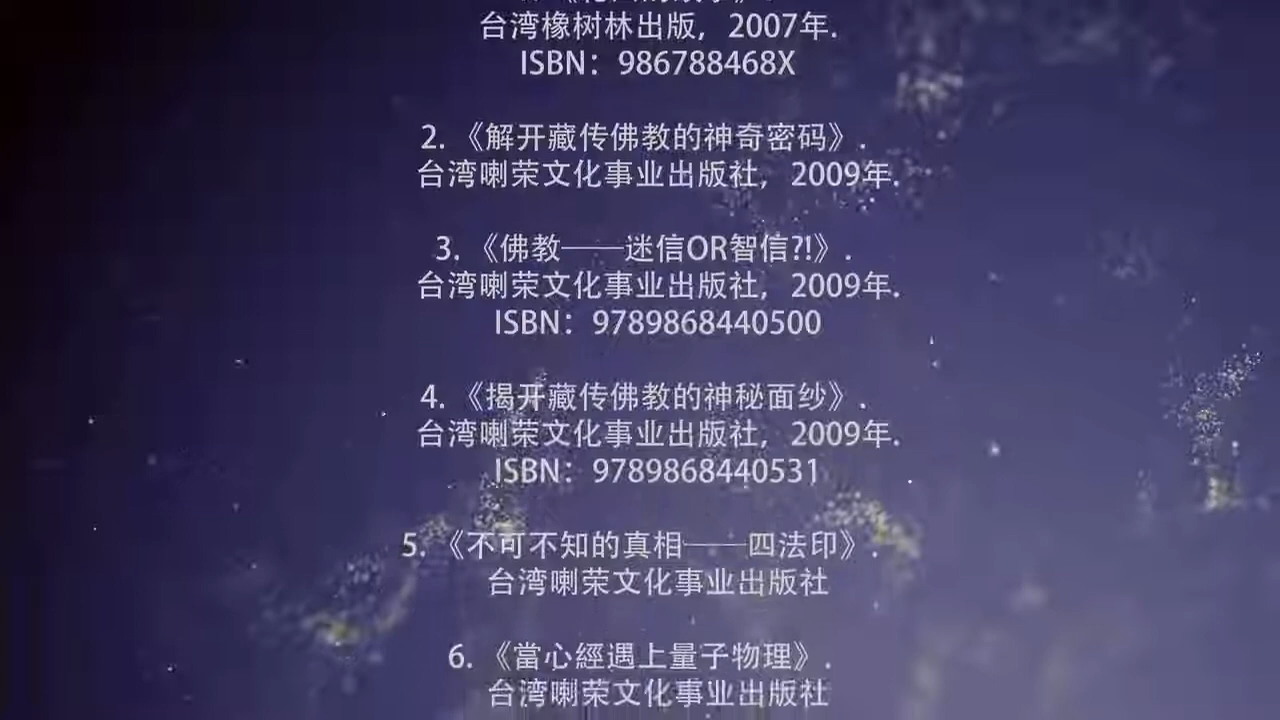 台湾橡树林出版，2007年.
ISBN：986788468X
2.《解开藏传佛教的神奇密码》.
台湾喇荣文化事业出版社，2009年.
3.《佛教——迷信OR智信?!》.
台湾喇荣文化事业出版社，2009年.
ISBN：9789868440500
4.《揭开藏传佛教的神秘面纱》.
台湾喇荣文化事业出版社，2009年.
ISBN：9789868440531
5.《不可不知的真相——四法印》.
台湾喇荣文化事业出版社
6.《當心經遇上量子物理》.
台湾喇荣文化事业出版社